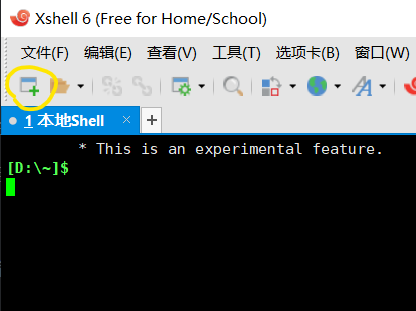 Xshell 6 (Free for Home/School)
文件(F) 编辑(E) 查看(V) 工具(T) 选项卡(B) 窗口(W)
1 本地Shell × +
* This is an experimental feature.
[D:\~]$